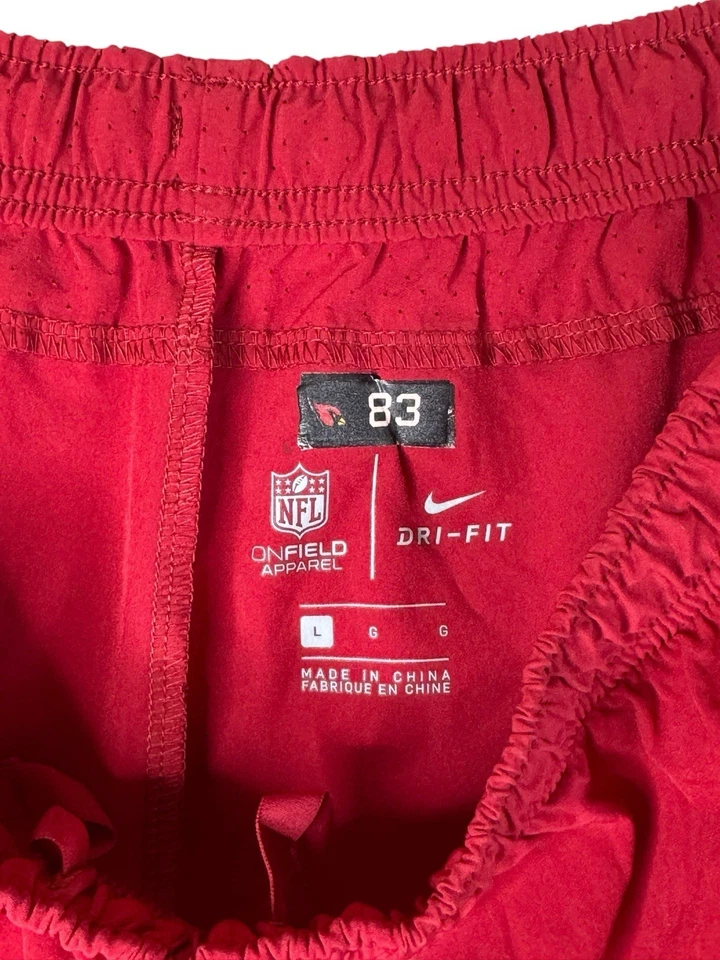 83
NFL
ONFIELD
APPAREL
DRI-FIT
L G G
MADE IN CHINA
FABRIQUE EN CHINE